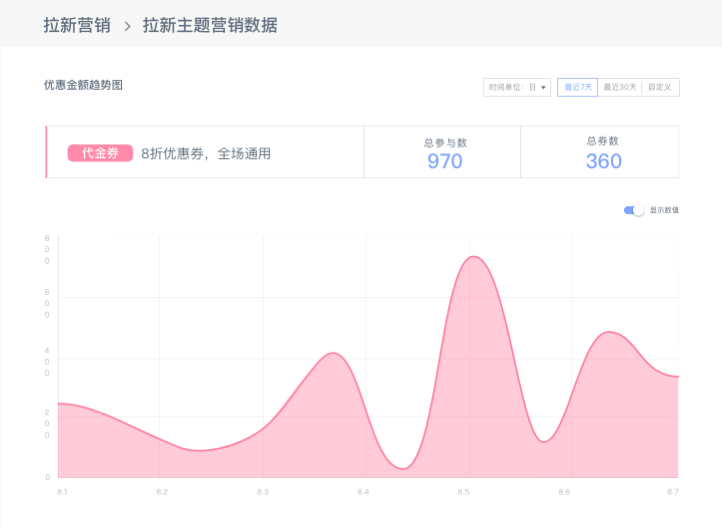 拉新营销 > 拉新主题营销数据
优惠金额趋势图
时间单位：日 ▼ 最近7天 最近30天 自定义
代金券 8折优惠券，全场通用
总参与数 总券数
970 360
显示数值
800
600
400
200
0
8.1 8.2 8.3 8.4 8.5 8.6 8.7